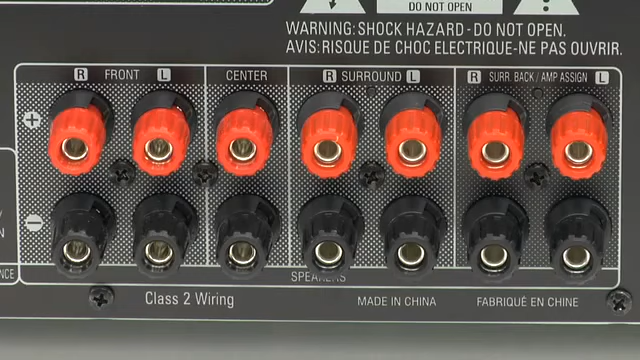 DO NOT OPEN
WARNING: SHOCK HAZARD - DO NOT OPEN.
AVIS: RISQUE DE CHOC ELECTRIQUE-NE PAS OUVRIR.
R FRONT L
CENTER
R SURROUND L
R SURR. BACK / AMP ASSIGN L
SPEAKERS
Class 2 Wiring
MADE IN CHINA
FABRIQUÉ EN CHINE